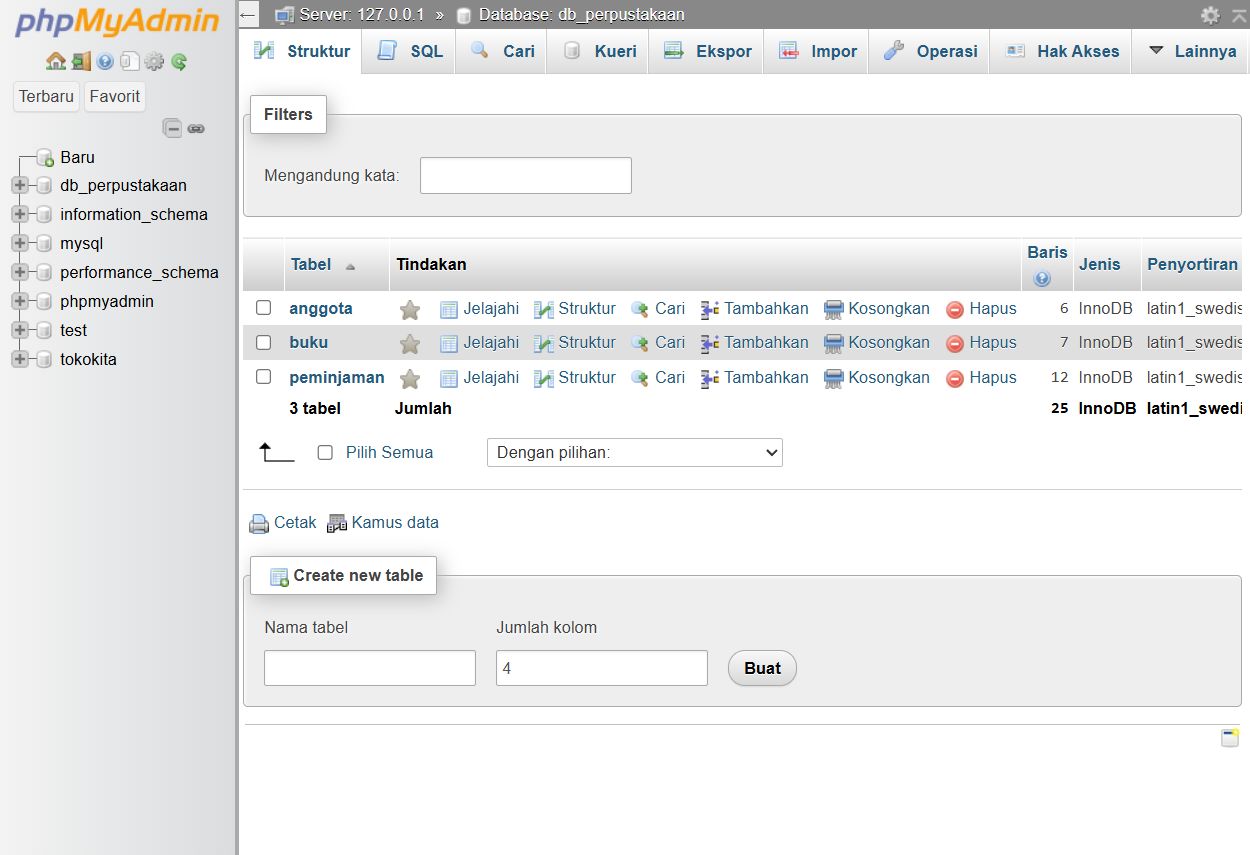 phpMyAdmin
Terbaru Favorit
Baru
db_perpustakaan
information_schema
mysql
performance_schema
phpmyadmin
test
tokokita
Server: 127.0.0.1 » Database: db_perpustakaan
Struktur SQL Cari Kueri Ekspor Impor Operasi Hak Akses Lainnya
Filters
Mengandung kata:
Tabel Tindakan Baris Jenis Penyortiran
anggota Jelajahi Struktur Cari Tambahkan Kosongkan Hapus 6 InnoDB latin1_swedis
buku Jelajahi Struktur Cari Tambahkan Kosongkan Hapus 7 InnoDB latin1_swedis
peminjaman Jelajahi Struktur Cari Tambahkan Kosongkan Hapus 12 InnoDB latin1_swedis
3 tabel Jumlah 25 InnoDB latin1_swedi
Pilih Semua Dengan pilihan:
Cetak Kamus data
Create new table
Nama tabel Jumlah kolom
4 Buat